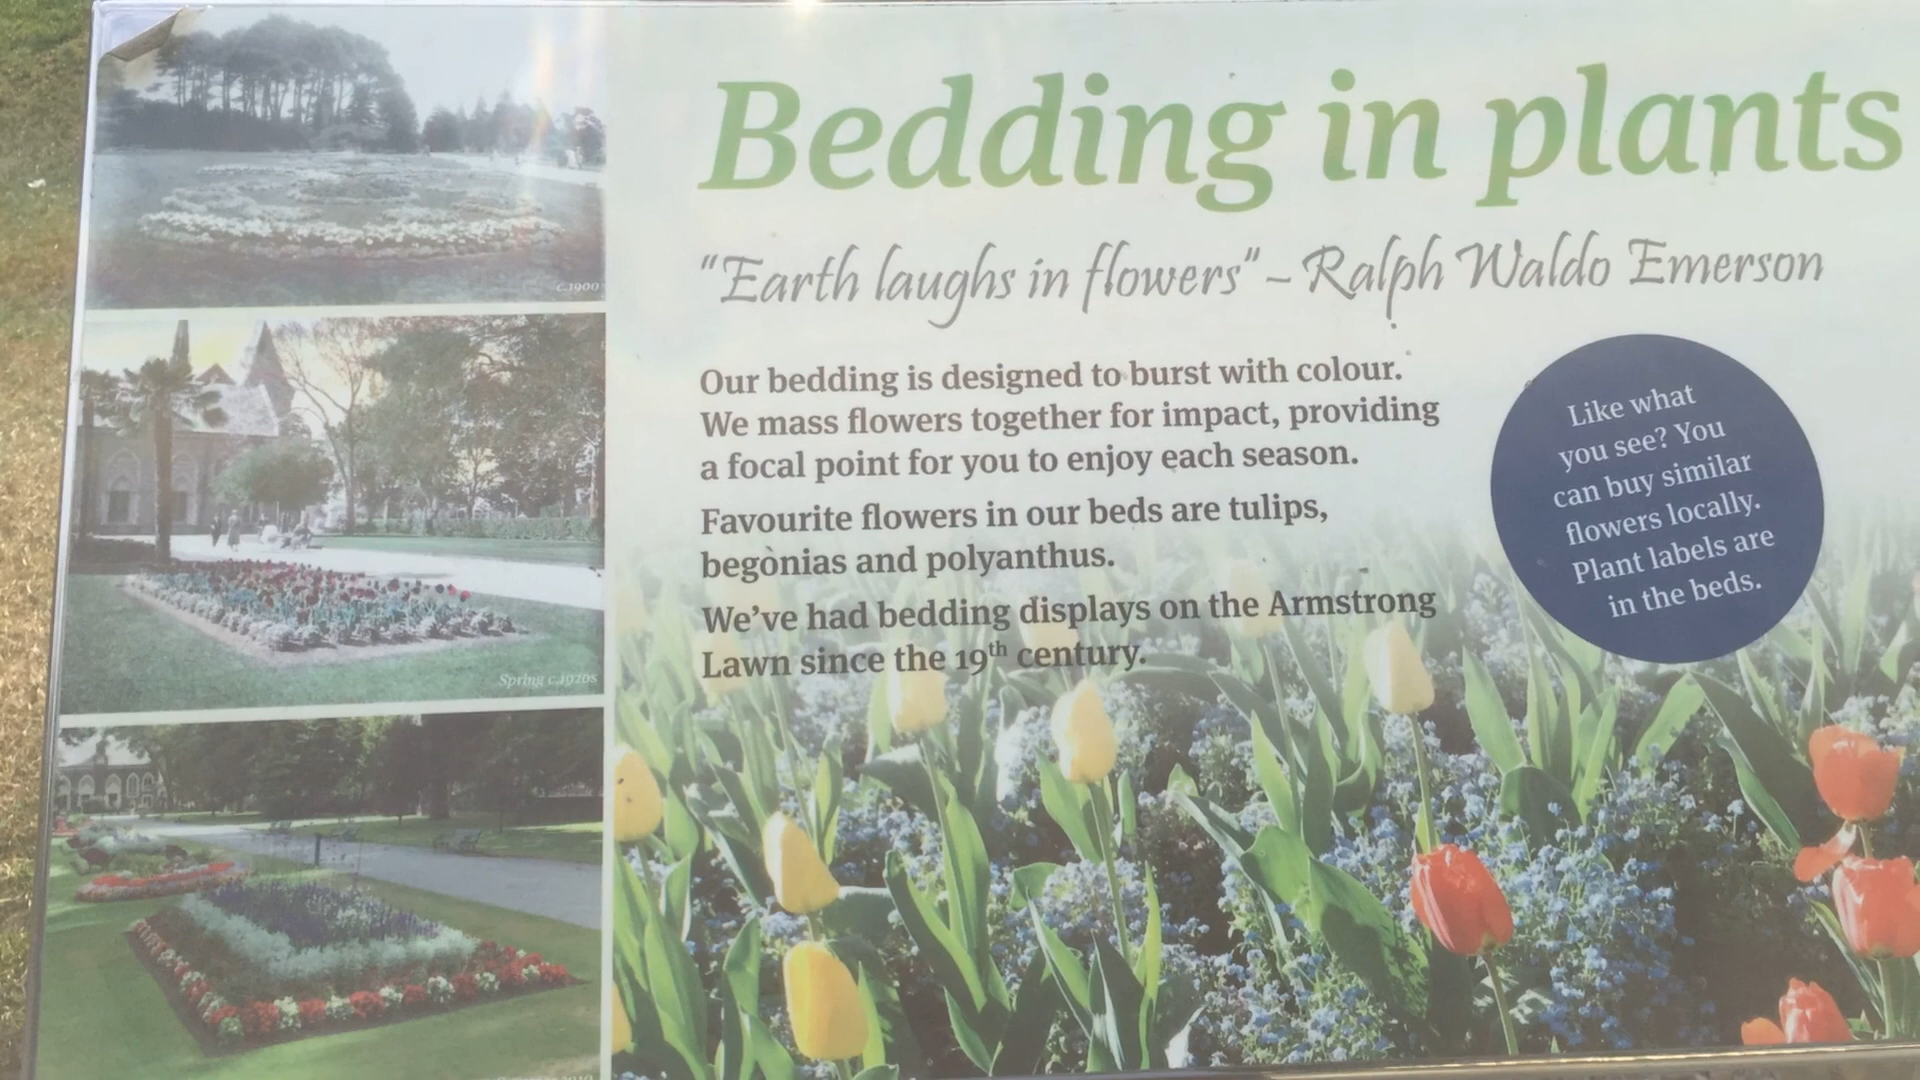 Bedding in plants
"Earth laughs in flowers" – Ralph Waldo Emerson
Our bedding is designed to burst with colour.
We mass flowers together for impact, providing
a focal point for you to enjoy each season.
Favourite flowers in our beds are tulips,
begonias and polyanthus.
We've had bedding displays on the Armstrong
Lawn since the 19th century.
Like what
you see? You
can buy similar
flowers locally.
Plant labels are
in the beds.
c.1900
Spring c.1920s